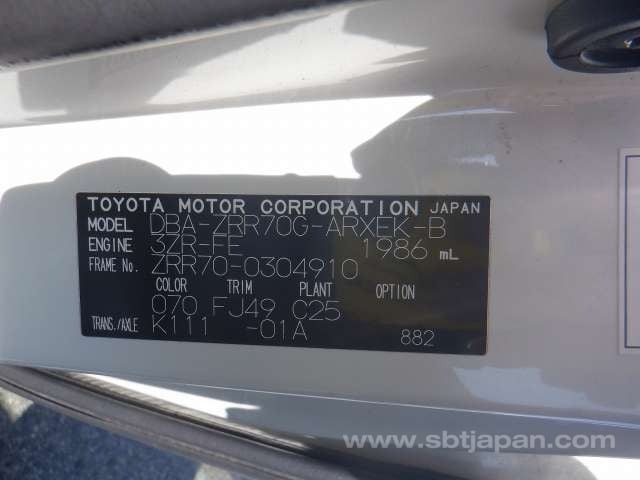 TOYOTA MOTOR CORPORATION JAPAN
MODEL DBA-ZRR70G-ARXEK-B
ENGINE 3ZR-FE 1986 mL
FRAME No. ZRR70-0304910
COLOR TRIM PLANT OPTION
070 FJ49 C25
TRANS./AXLE K111 -01A 882
www.sbtjapan.com